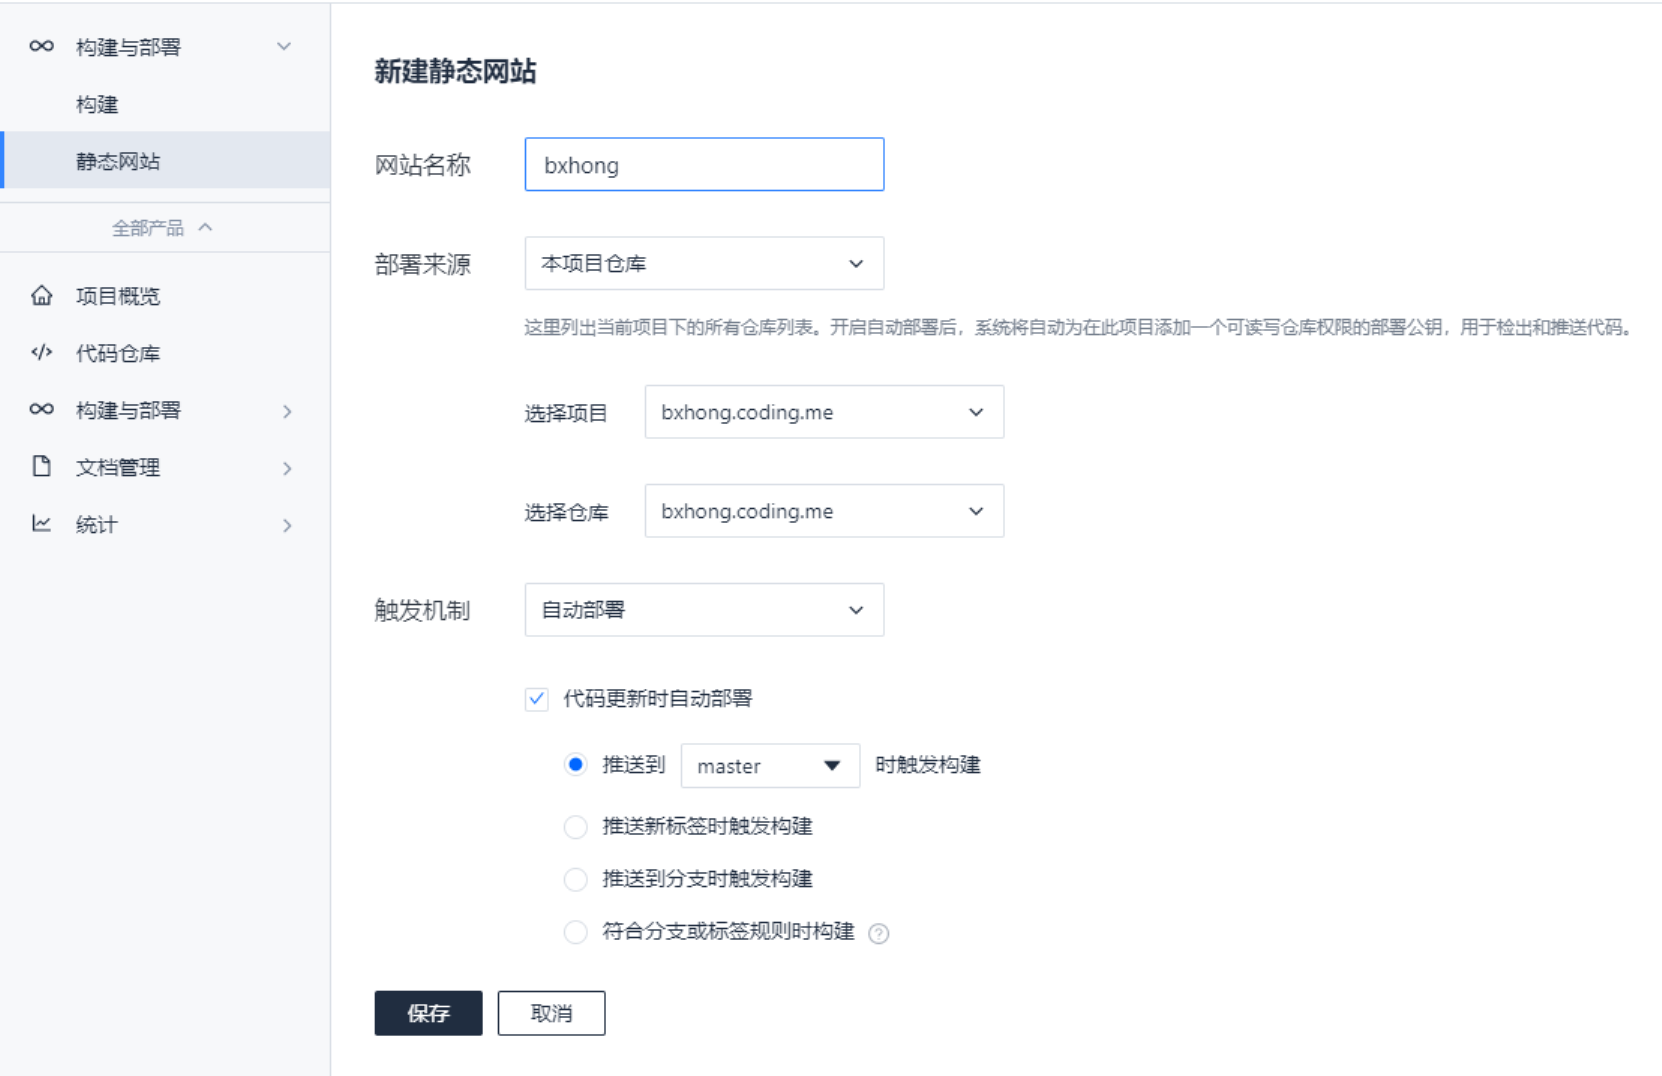 构建与部署
构建
静态网站
全部产品
项目概览
代码仓库
构建与部署
文档管理
统计
新建静态网站
网站名称
bxhong
部署来源
本项目仓库
这里列出当前项目下的所有仓库列表。开启自动部署后，系统将自动为在此项目添加一个可读写仓库权限的部署公钥，用于检出和推送代码。
选择项目
bxhong.coding.me
选择仓库
bxhong.coding.me
触发机制
自动部署
代码更新时自动部署
推送到 master 时触发构建
推送新标签时触发构建
推送到分支时触发构建
符合分支或标签规则时构建 ?
保存 取消